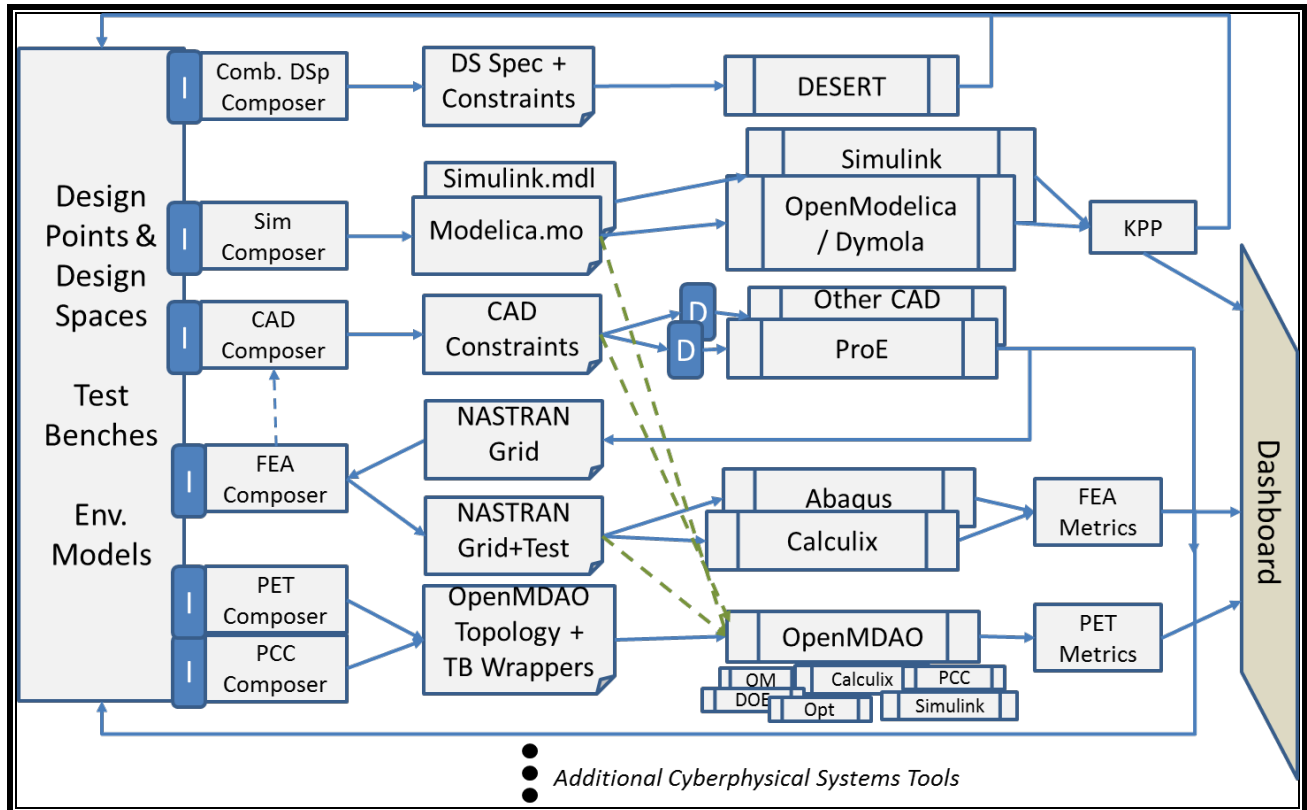 Design
Points &
Design
Spaces
Test
Benches
Env.
Models
I
Comb. DSp
Composer
DS Spec +
Constraints
DESERT
I
Sim
Composer
Simulink.mdl
Modelica.mo
Simulink
OpenModelica
/ Dymola
KPP
I
CAD
Composer
CAD
Constraints
D
D
Other CAD
ProE
I
FEA
Composer
NASTRAN
Grid
NASTRAN
Grid+Test
Abaqus
Calculix
FEA
Metrics
I
PET
Composer
I
PCC
Composer
OpenMDAO
Topology +
TB Wrappers
OpenMDAO
PET
Metrics
OM
Calculix
PCC
DOE
Opt
Simulink
Dashboard
Additional Cyberphysical Systems Tools